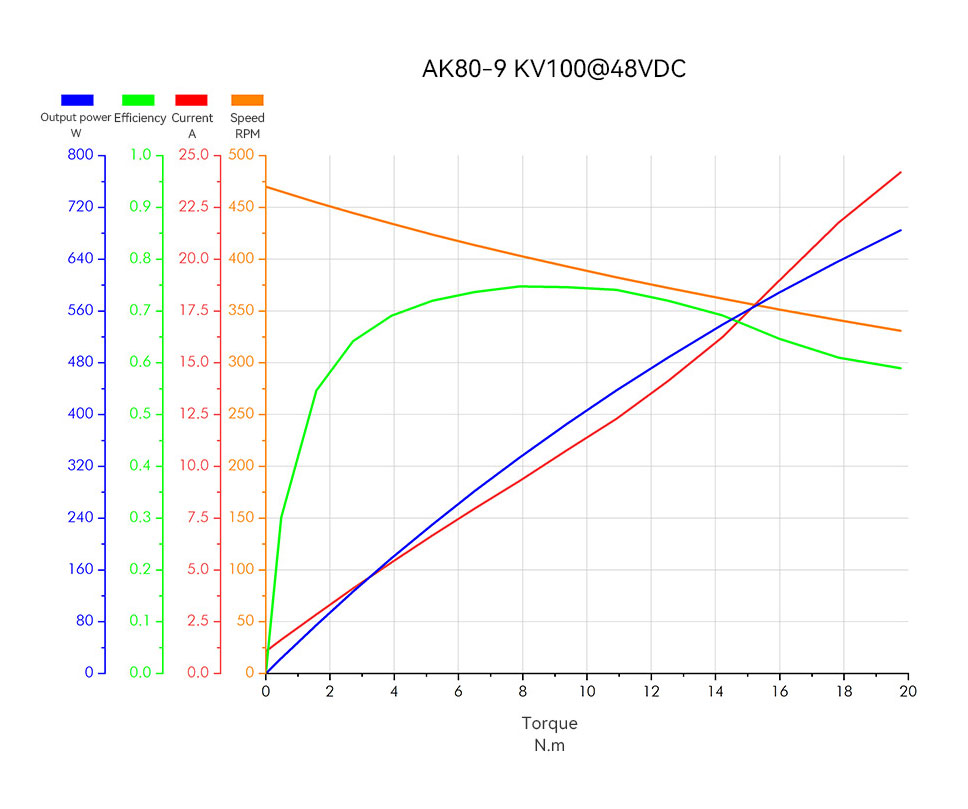 AK80-9 KV100@48VDC
Output power Efficiency Current Speed
W A RPM
800 1.0 25.0 500
720 0.9 22.5 450
640 0.8 20.0 400
560 0.7 17.5 350
480 0.6 15.0 300
400 0.5 12.5 250
320 0.4 10.0 200
240 0.3 7.5 150
160 0.2 5.0 100
80 0.1 2.5 50
0 0.0 0.0 0
0 2 4 6 8 10 12 14 16 18 20
Torque
N.m